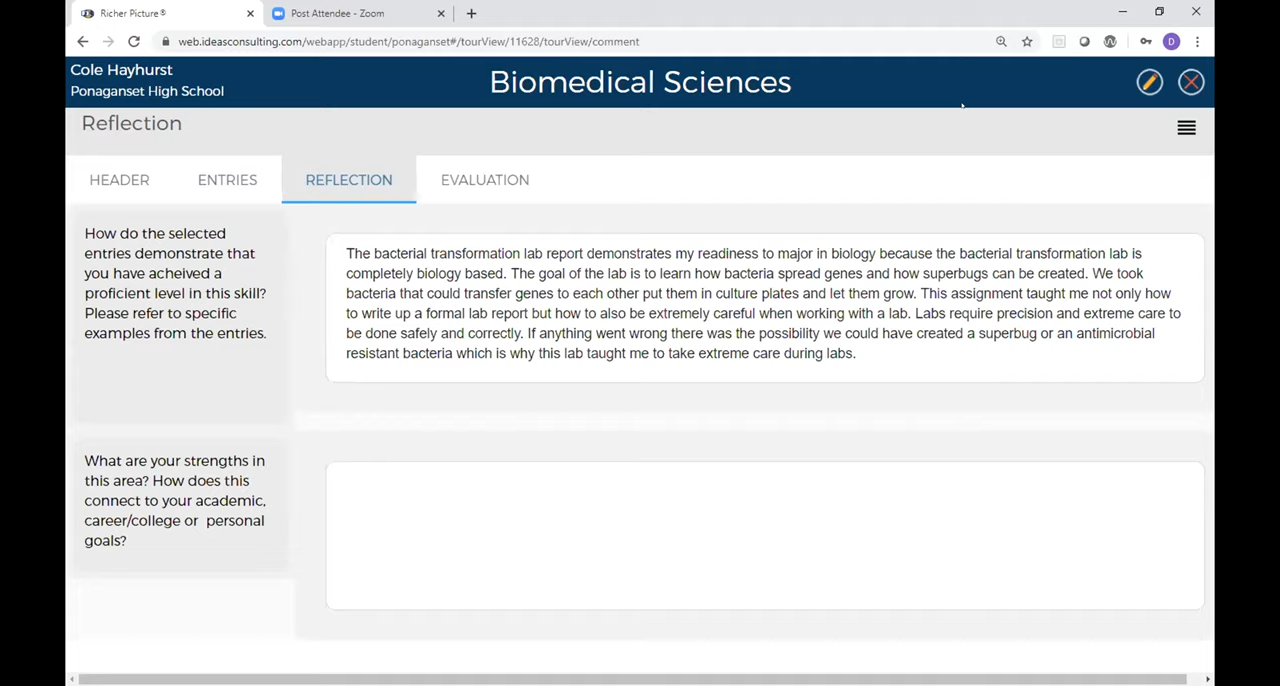 Richer Picture ®
Post Attendee - Zoom
web.ideasconsulting.com/webapp/student/ponaganset#/tourView/11628/tourView/comment
D
Cole Hayhurst
Ponaganset High School
Biomedical Sciences
Reflection
HEADER
ENTRIES
REFLECTION
EVALUATION
How do the selected
entries demonstrate that
you have acheived a
proficient level in this skill?
Please refer to specific
examples from the entries.
The bacterial transformation lab report demonstrates my readiness to major in biology because the bacterial transformation lab is
completely biology based. The goal of the lab is to learn how bacteria spread genes and how superbugs can be created. We took
bacteria that could transfer genes to each other put them in culture plates and let them grow. This assignment taught me not only how
to write up a formal lab report but how to also be extremely careful when working with a lab. Labs require precision and extreme care to
be done safely and correctly. If anything went wrong there was the possibility we could have created a superbug or an antimicrobial
resistant bacteria which is why this lab taught me to take extreme care during labs.
What are your strengths in
this area? How does this
connect to your academic,
career/college or personal
goals?